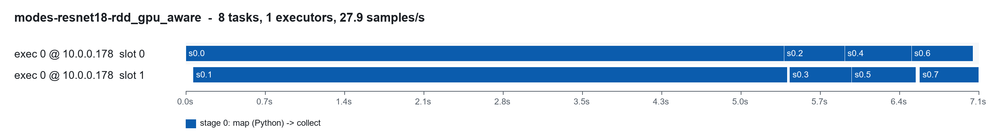 modes-resnet18-rdd_gpu_aware - 8 tasks, 1 executors, 27.9 samples/s
exec 0 @ 10.0.0.178 slot 0
s0.0 s0.2 s0.4 s0.6
exec 0 @ 10.0.0.178 slot 1
s0.1 s0.3 s0.5 s0.7
0.0s 0.7s 1.4s 2.1s 2.8s 3.5s 4.3s 5.0s 5.7s 6.4s 7.1s
stage 0: map (Python) -> collect